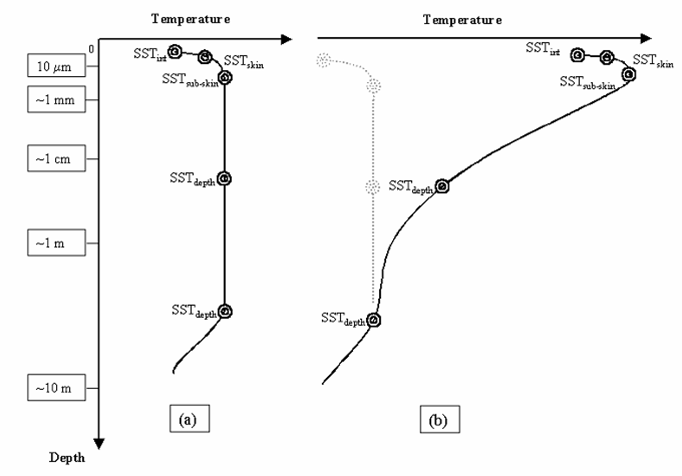 Temperature
Temperature
0
SSTint
SSTskin
SSTsub-skin
SSTint
SSTskin
SSTsub-skin
10 μm
~1 mm
~1 cm
SSTdepth
SSTdepth
~1 m
SSTdepth
SSTdepth
~10 m
(a)
(b)
Depth